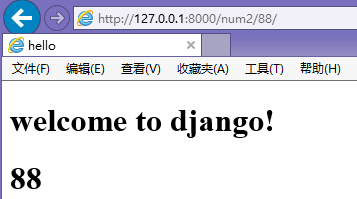 http://127.0.0.1:8000/num2/88/
hello
文件(F) 编辑(E) 查看(V) 收藏夹(A) 工具(T) 帮助(H)
welcome to django!
88